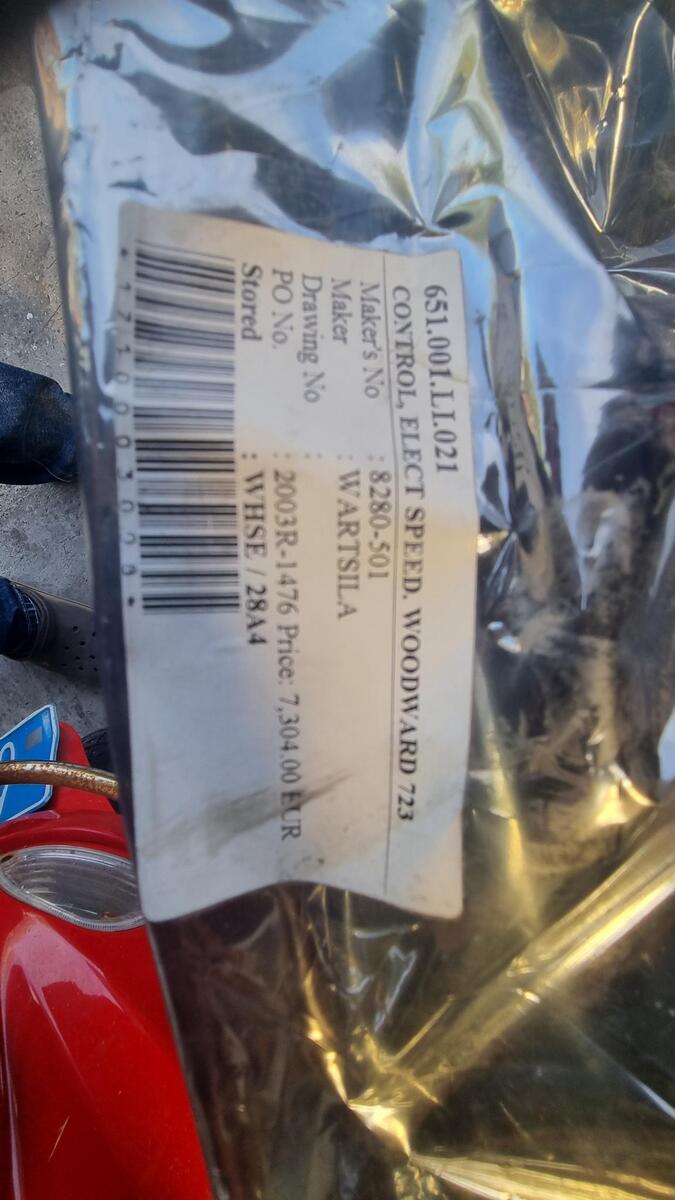 651.001.LI.021
CONTROL, ELECT SPEED. WOODWARD 723
Maker's No : 8280-501
Maker : WARTSILA
Drawing No :
PO No. : 2003R-1476 Price: 7,304.00 EUR
Stored : WHSE / 28A4